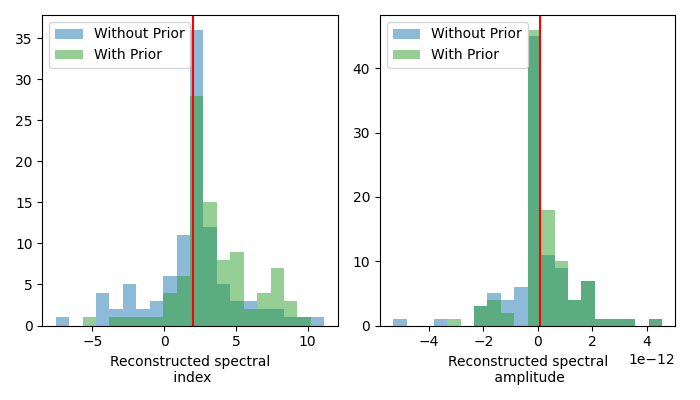 Without Prior
With Prior
35
30
25
20
15
10
5
0
−5
0
5
10
Reconstructed spectral
index
Without Prior
With Prior
40
30
20
10
0
−4
−2
0
2
4
1e−12
Reconstructed spectral
amplitude